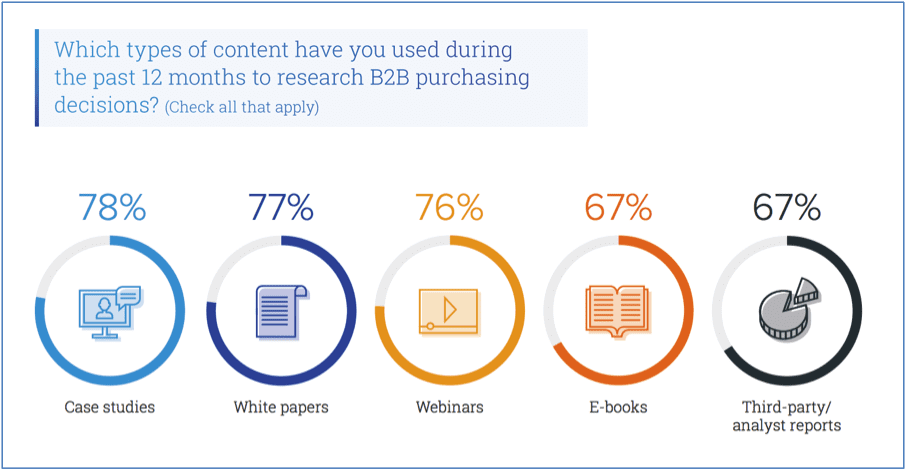 Which types of content have you used during
the past 12 months to research B2B purchasing
decisions? (Check all that apply)
78%
77%
76%
67%
67%
Case studies
White papers
Webinars
E-books
Third-party/
analyst reports